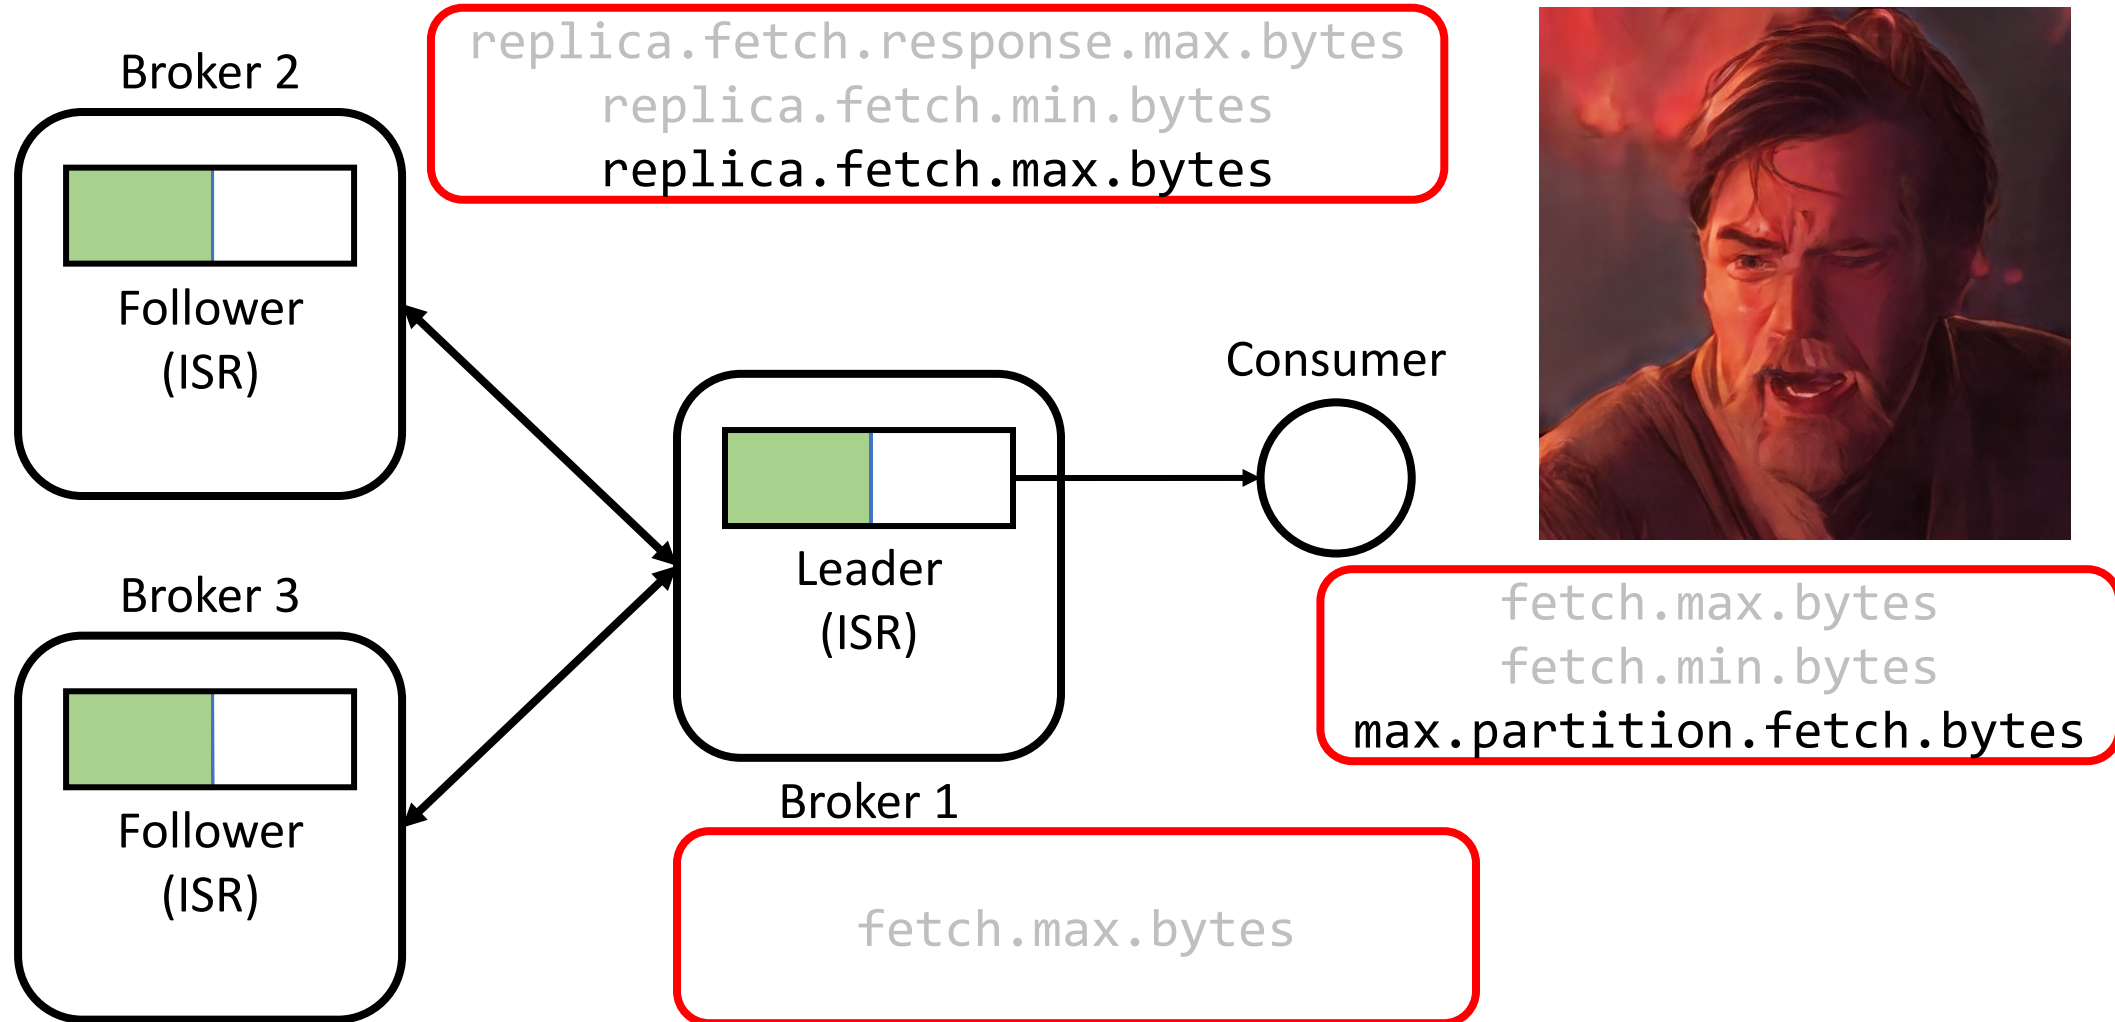 Broker 2
replica.fetch.response.max.bytes
replica.fetch.min.bytes
replica.fetch.max.bytes
Follower
(ISR)
Consumer
Leader
(ISR)
Broker 1
Broker 3
Follower
(ISR)
fetch.max.bytes
fetch.min.bytes
max.partition.fetch.bytes
fetch.max.bytes